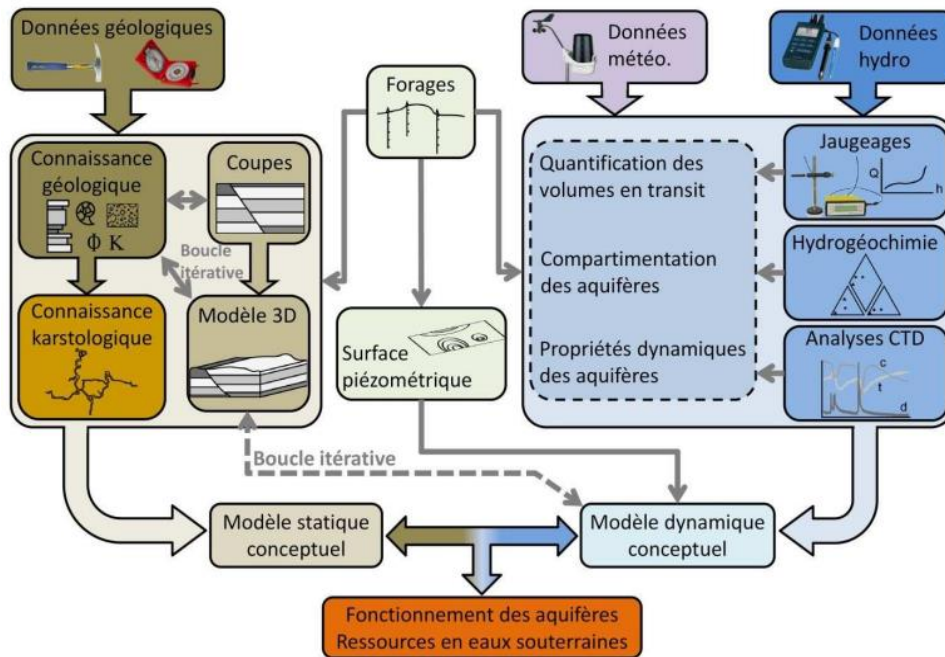 Données géologiques
Données
météo.
Données
hydro
Forages
Connaissance
géologique
Φ K
Coupes
Boucle
itérative
Connaissance
karstologique
Modèle 3D
Surface
piézométrique
Quantification des
volumes en transit
Compartimentation
des aquifères
Propriétés dynamiques
des aquifères
Jaugeages
Q
h
Hydrogéochimie
Analyses CTD
c
t
d
Boucle itérative
Modèle statique
conceptuel
Modèle dynamique
conceptuel
Fonctionnement des aquifères
Ressources en eaux souterraines